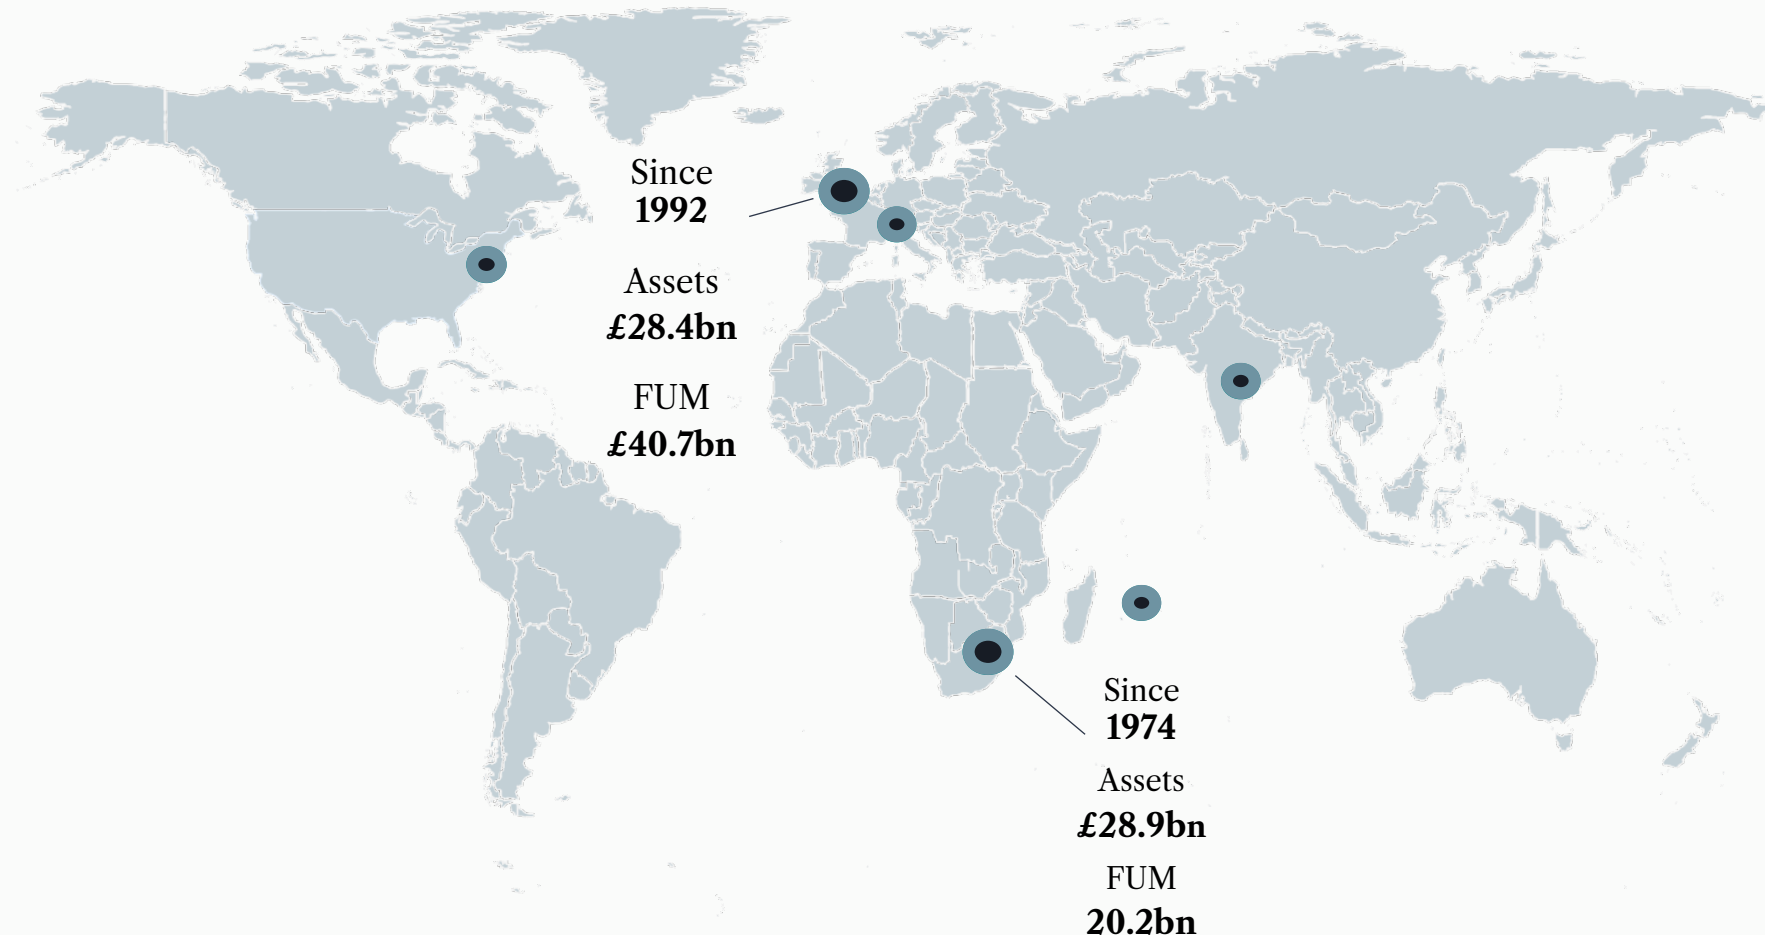 Since
1992
Assets
£28.4bn
FUM
£40.7bn
Since
1974
Assets
£28.9bn
FUM
20.2bn